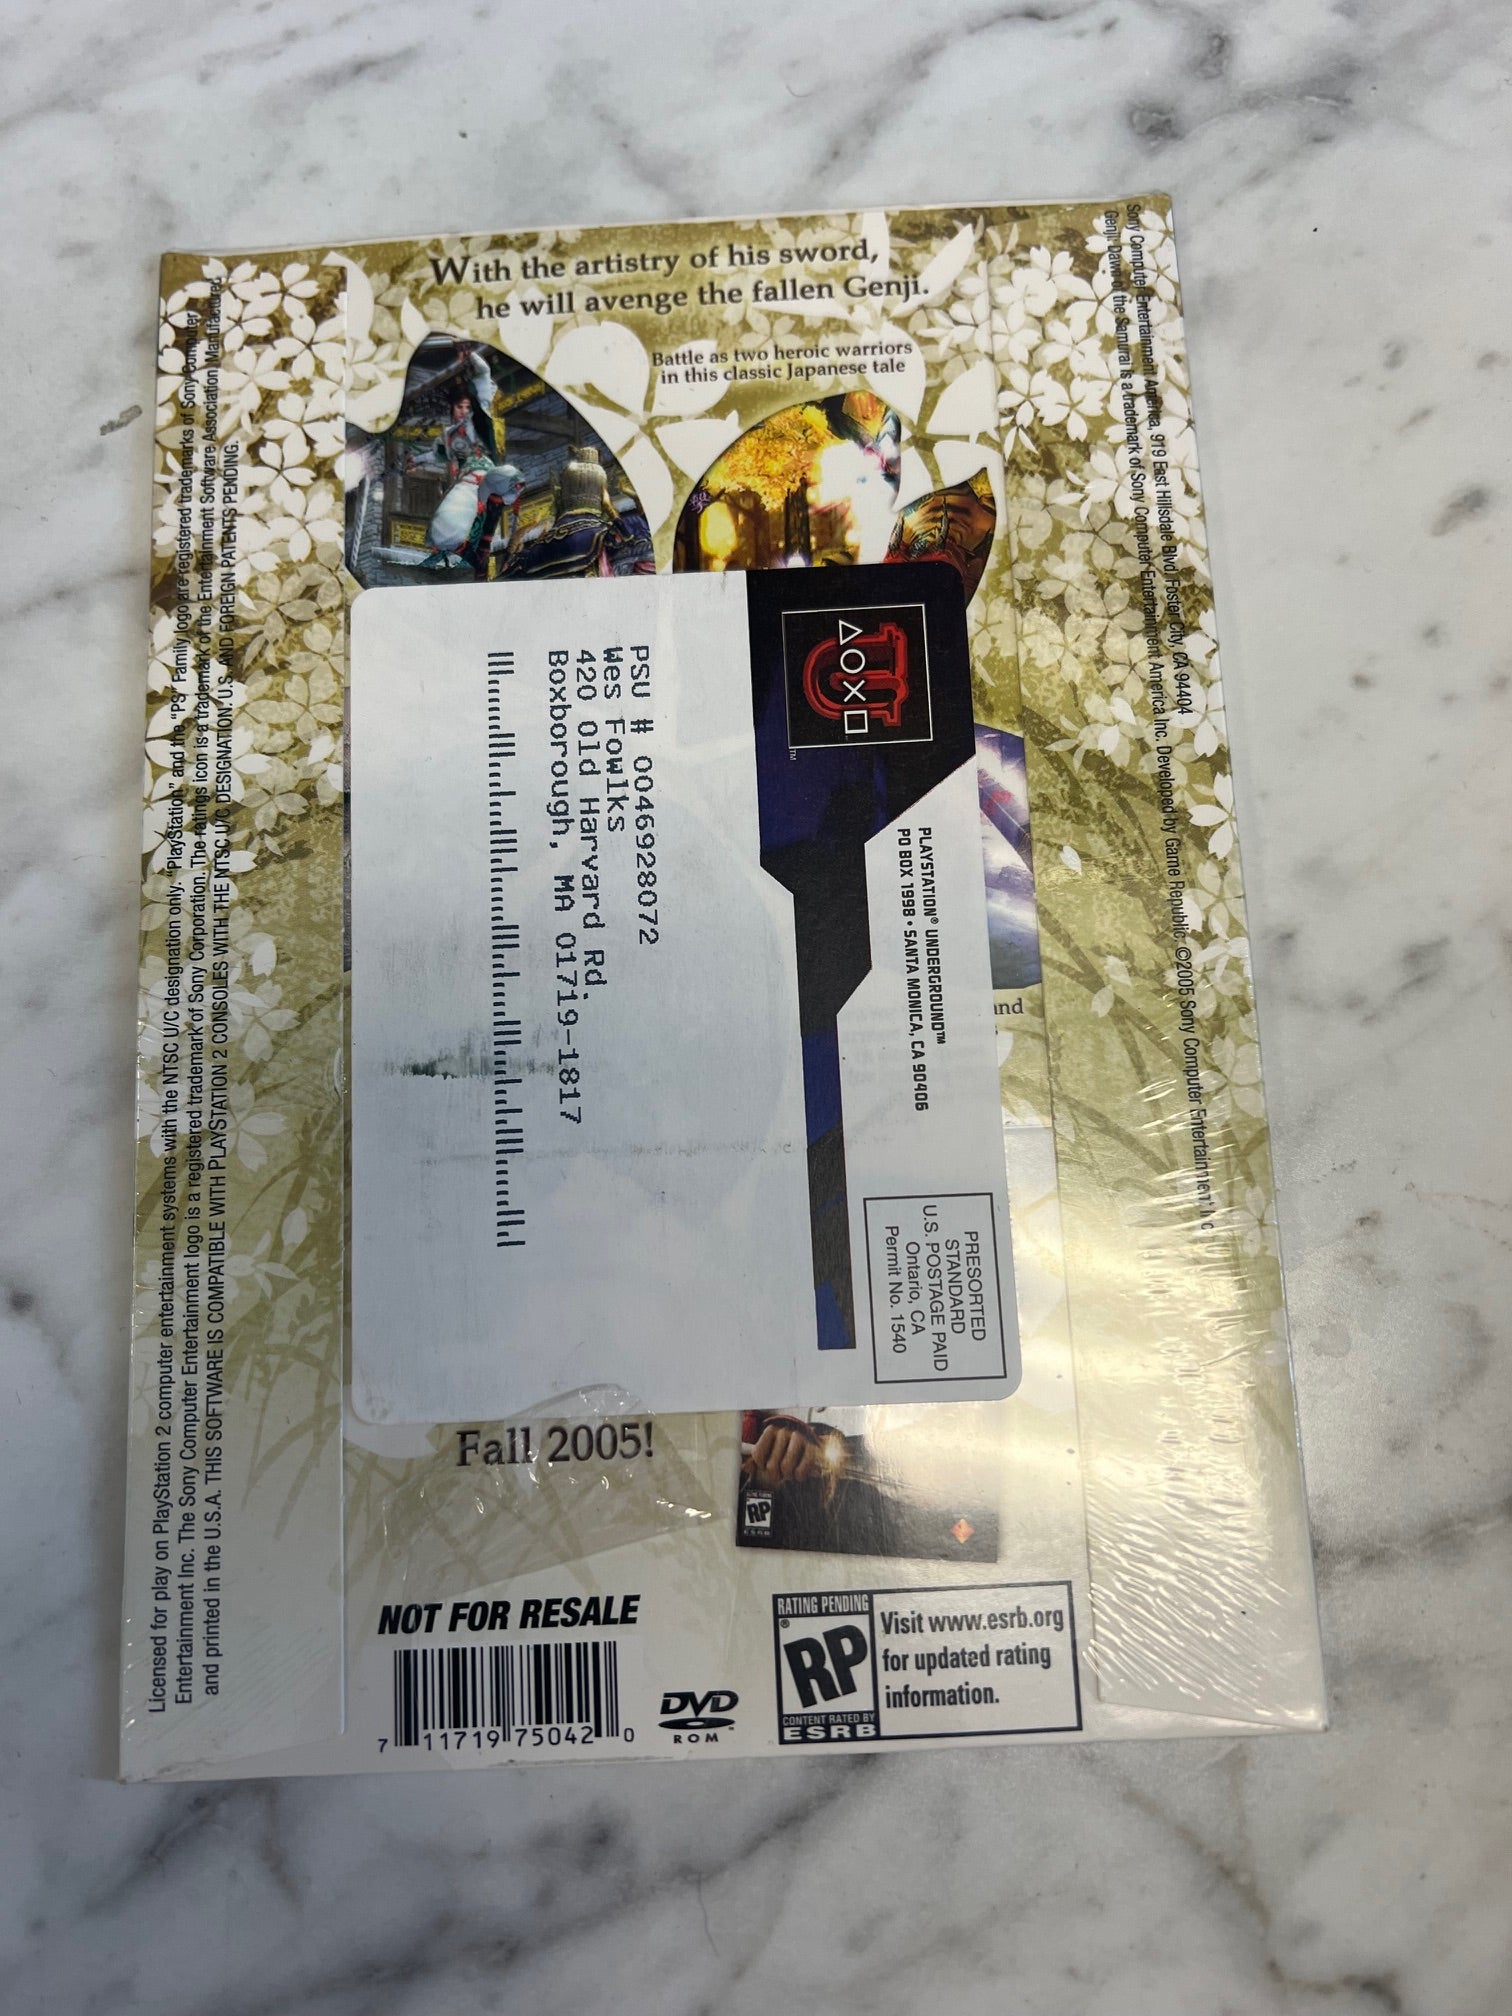 With the artistry of his sword,
he will avenge the fallen Genji.
Battle as two heroic warriors
in this classic Japanese tale
PLAYSTATION® UNDERGROUND™
PO BOX 1998 • SANTA MONICA, CA 90406
TM
PRESORTED
STANDARD
U.S. POSTAGE PAID
Ontario, CA
Permit No. 1540
PSU # 0046928072
Wes Fowlks
420 Old Harvard Rd.
Boxborough, MA 01719-1817
and
Fall 2005!
RP
ESRB
NOT FOR RESALE
7 11719 75042 0
DVD
ROM
RATING PENDING
RP
CONTENT RATED BY
ESRB
Visit www.esrb.org
for updated rating
information.
Licensed for play on PlayStation 2 computer entertainment systems with the NTSC U/C designation only. "PlayStation" and the "PS" Family logo are registered trademarks of Sony Computer
Entertainment Inc. The Sony Computer Entertainment logo is a registered trademark of Sony Corporation. The ratings icon is a trademark of the Entertainment Software Association. Manufactured
and printed in the U.S.A. THIS SOFTWARE IS COMPATIBLE WITH PLAYSTATION 2 CONSOLES WITH THE NTSC U/C DESIGNATION. U.S. AND FOREIGN PATENTS PENDING.
Sony Computer Entertainment America, 919 East Hillsdale Blvd, Foster City, CA 94404
Genji: Dawn of the Samurai is a trademark of Sony Computer Entertainment America Inc. Developed by Game Republic. ©2005 Sony Computer Entertainment Inc.